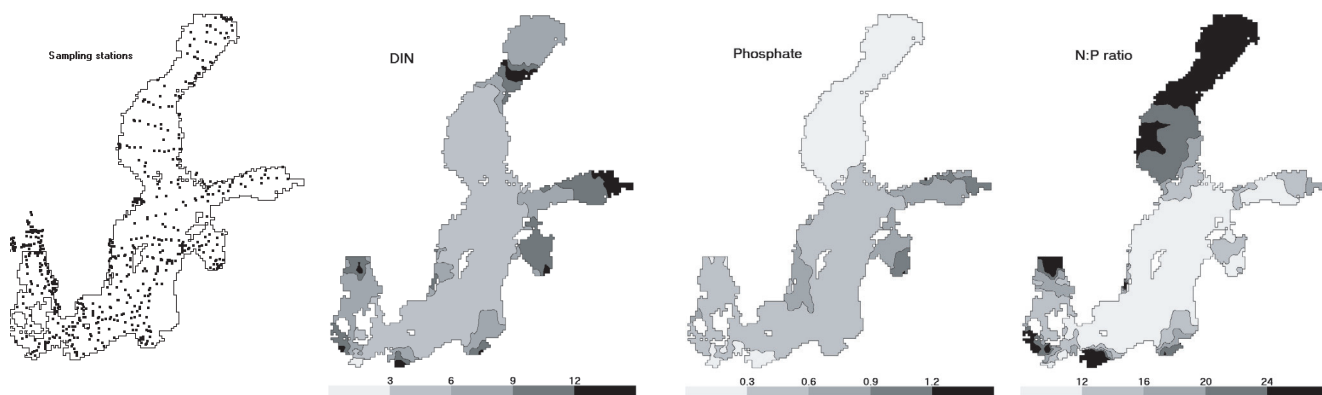 Sampling stations
DIN
Phosphate
N:P ratio
3 6 9 12
0.3 0.6 0.9 1.2
12 16 20 24